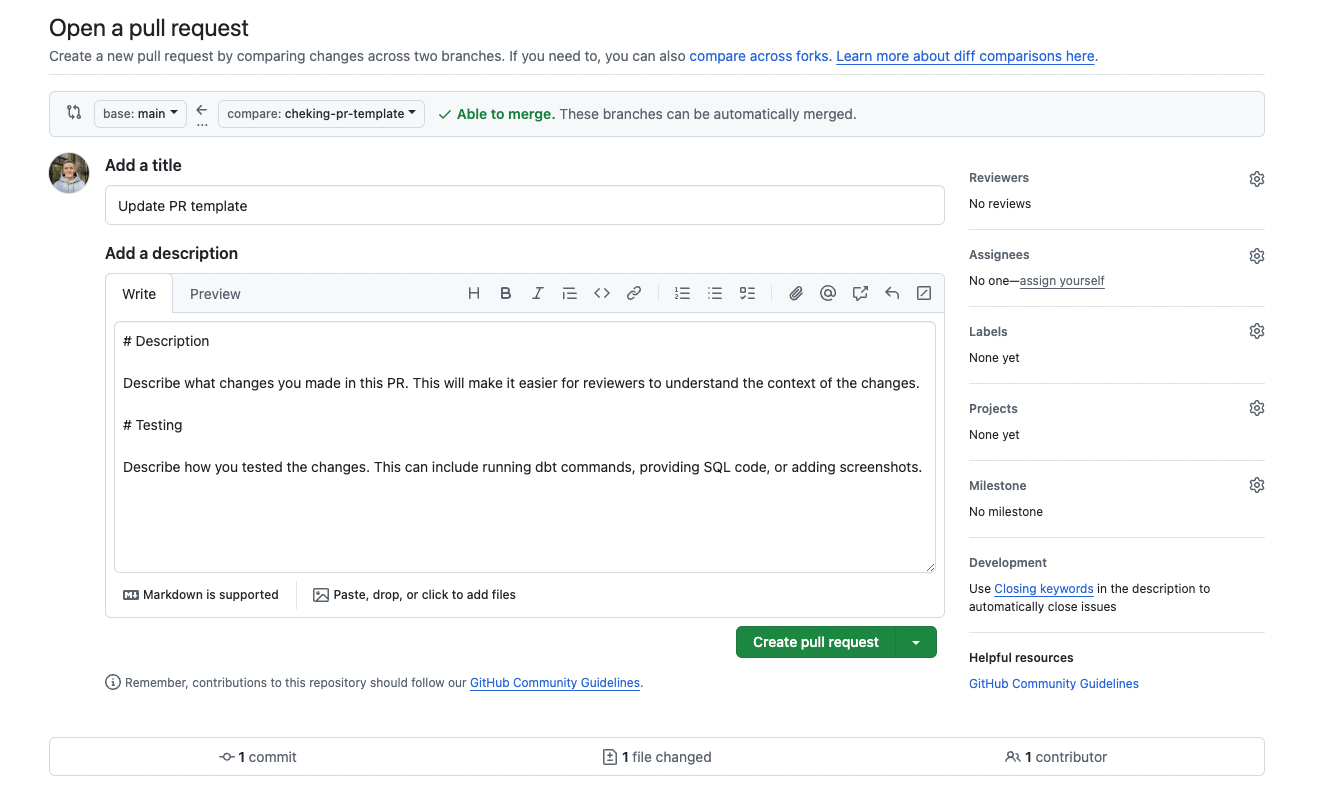 Open a pull request
Create a new pull request by comparing changes across two branches. If you need to, you can also compare across forks. Learn more about diff comparisons here.
base: main
compare: cheking-pr-template
Able to merge. These branches can be automatically merged.
Add a title
Update PR template
Add a description
Write Preview
# Description
Describe what changes you made in this PR. This will make it easier for reviewers to understand the context of the changes.
# Testing
Describe how you tested the changes. This can include running dbt commands, providing SQL code, or adding screenshots.
Markdown is supported
Paste, drop, or click to add files
Create pull request
Remember, contributions to this repository should follow our GitHub Community Guidelines.
Reviewers
No reviews
Assignees
No one—assign yourself
Labels
None yet
Projects
None yet
Milestone
No milestone
Development
Use Closing keywords in the description to
automatically close issues
Helpful resources
GitHub Community Guidelines
1 commit
1 file changed
1 contributor